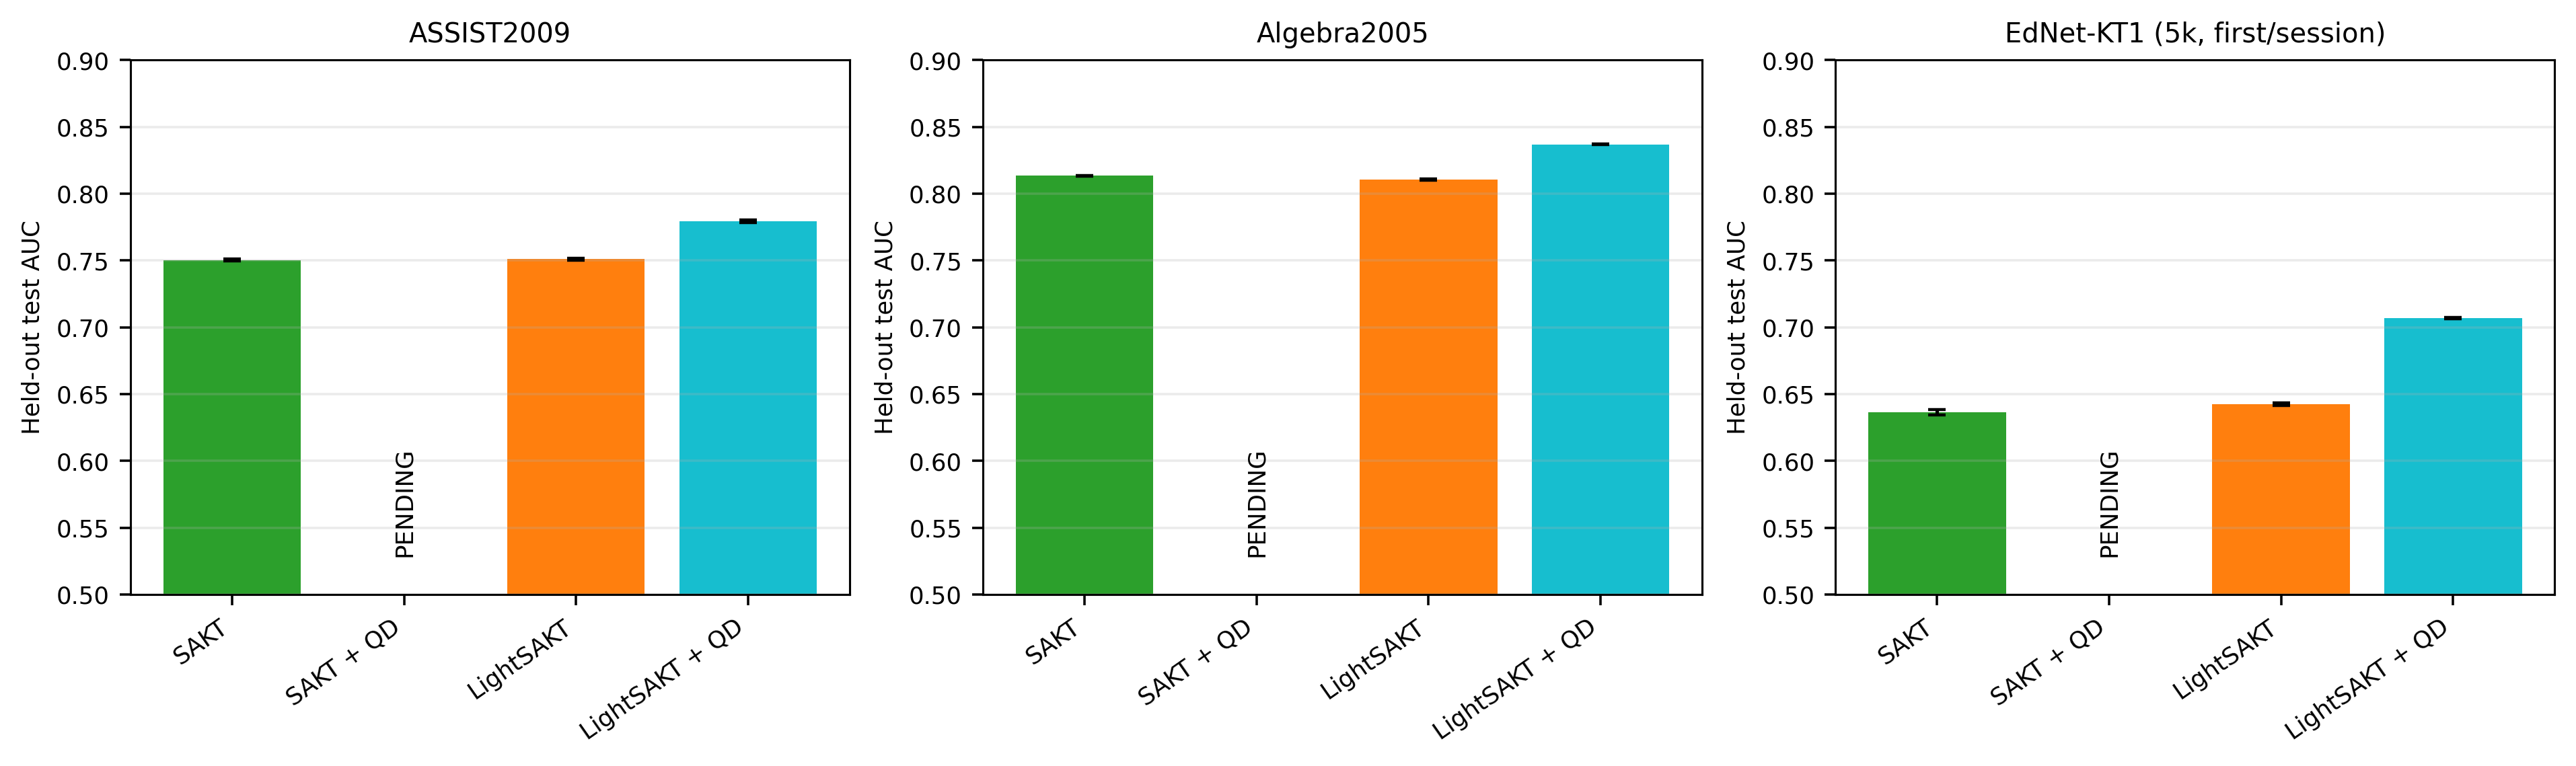 ASSIST2009
Held-out test AUC
0.90
0.85
0.80
0.75
0.70
0.65
0.60
0.55
0.50
PENDING
SAKT
SAKT + QD
LightSAKT
LightSAKT + QD
Algebra2005
Held-out test AUC
0.90
0.85
0.80
0.75
0.70
0.65
0.60
0.55
0.50
PENDING
SAKT
SAKT + QD
LightSAKT
LightSAKT + QD
EdNet-KT1 (5k, first/session)
Held-out test AUC
0.90
0.85
0.80
0.75
0.70
0.65
0.60
0.55
0.50
PENDING
SAKT
SAKT + QD
LightSAKT
LightSAKT + QD